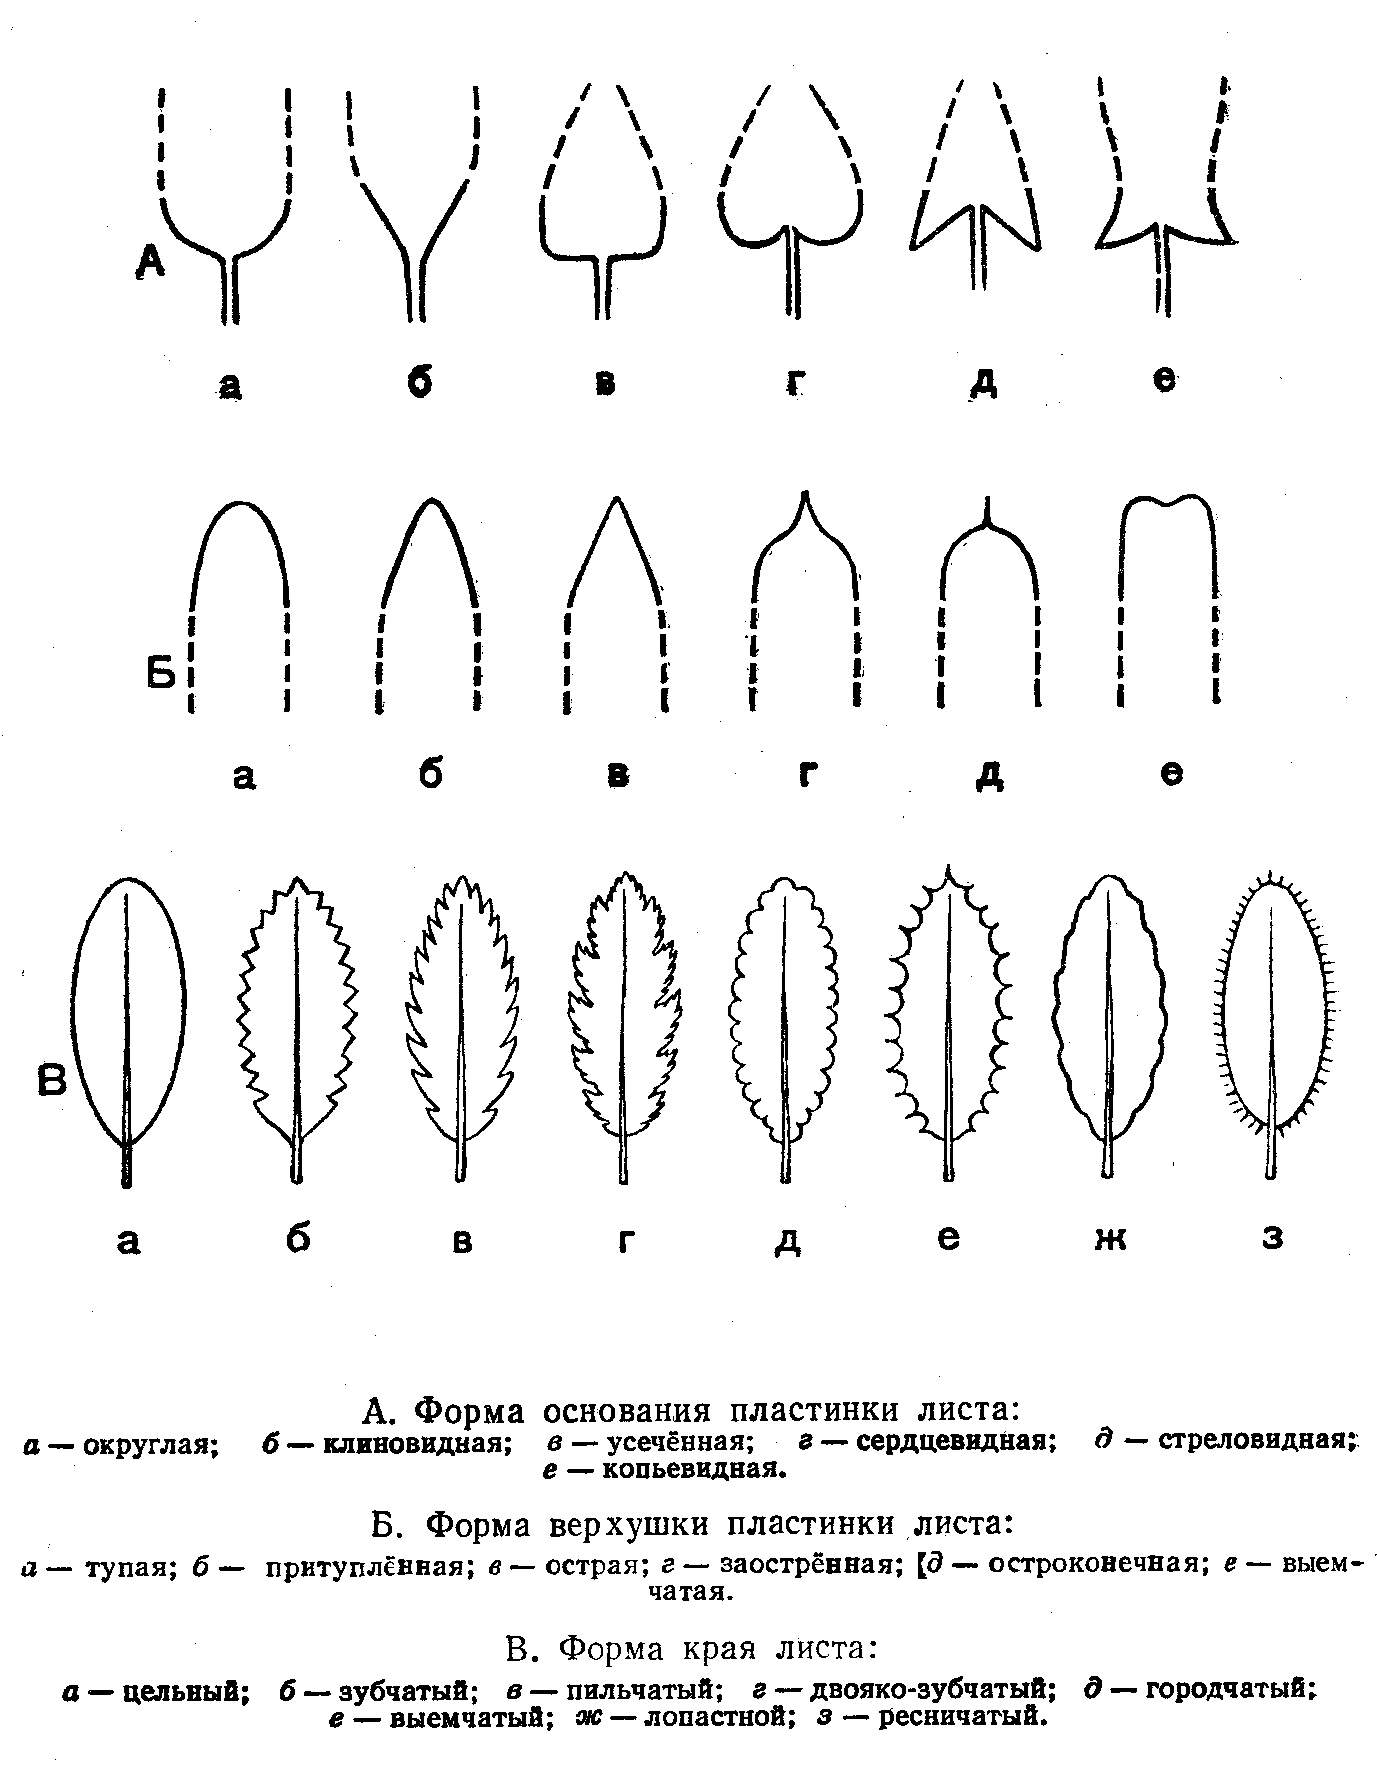 А
а б в г д е
Б
а б в г д е
В
а б в г д е ж з
А. Форма основания пластинки листа:
а — округлая; б — клиновидная; в — усечённая; г — сердцевидная; д — стреловидная;
е — копьевидная.
Б. Форма верхушки пластинки листа:
а — тупая; б — притуплённая; в — острая; г — заострённая; [д — остроконечная; е — выем-
чатая.
В. Форма края листа:
а — цельный; б — зубчатый; в — пильчатый; г — двояко-зубчатый; д — городчатый;
е — выемчатый; ж — лопастной; з — ресничатый.